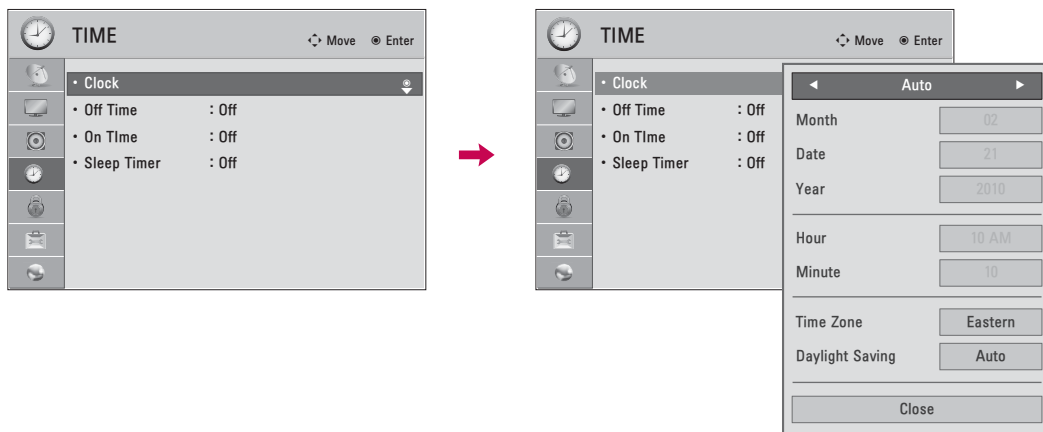 TIME
Move Enter
• Clock
• Off Time : Off
• On TIme : Off
• Sleep Timer : Off
TIME
Move Enter
• Clock
• Off Time : Off
• On TIme : Off
• Sleep Timer : Off
Auto
Month 02
Date 21
Year 2010
Hour 10 AM
Minute 10
Time Zone Eastern
Daylight Saving Auto
Close